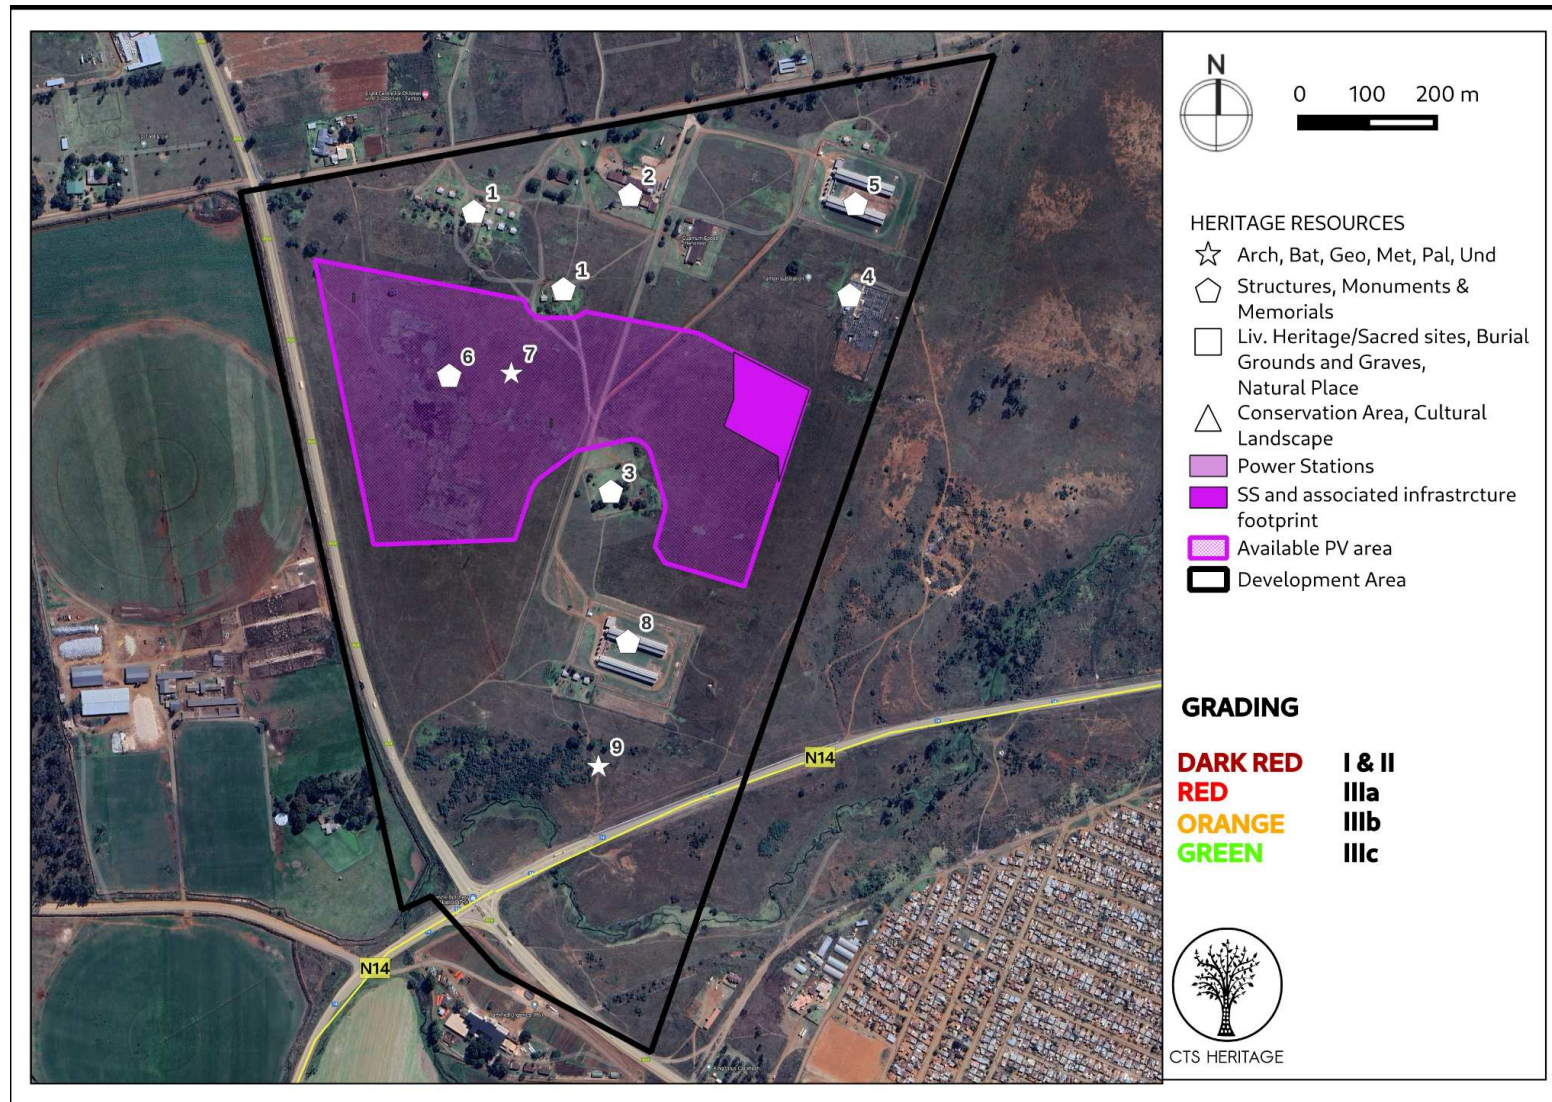 N
0 100 200 m
HERITAGE RESOURCES
Arch, Bat, Geo, Met, Pal, Und
Structures, Monuments &
Memorials
Liv. Heritage/Sacred sites, Burial
Grounds and Graves,
Natural Place
Conservation Area, Cultural
Landscape
Power Stations
SS and associated infrastrcture
footprint
Available PV area
Development Area
GRADING
DARK RED I & II
RED IIIa
ORANGE IIIb
GREEN IIIc
CTS HERITAGE
1
2
5
1
4
6
7
3
8
9
N14
N14